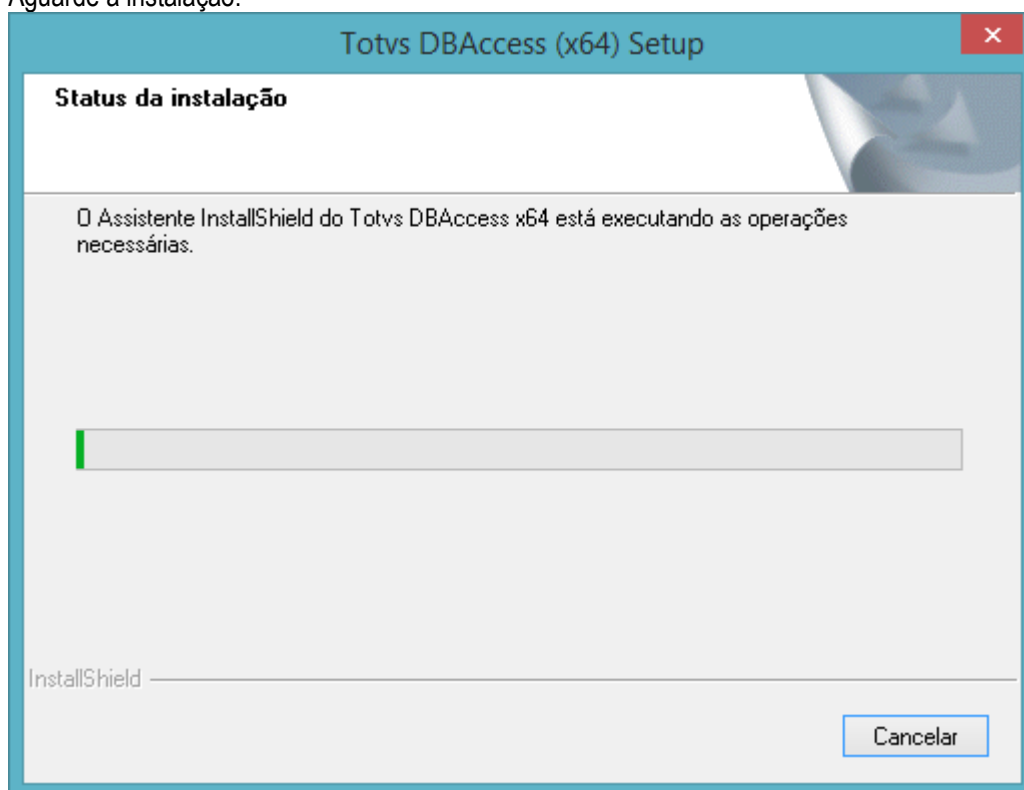 Aguarde a instalação.
Totvs DBAccess (x64) Setup
Status da instalação
O Assistente InstallShield do Totvs DBAccess x64 está executando as operações
necessárias.
InstallShield
Cancelar